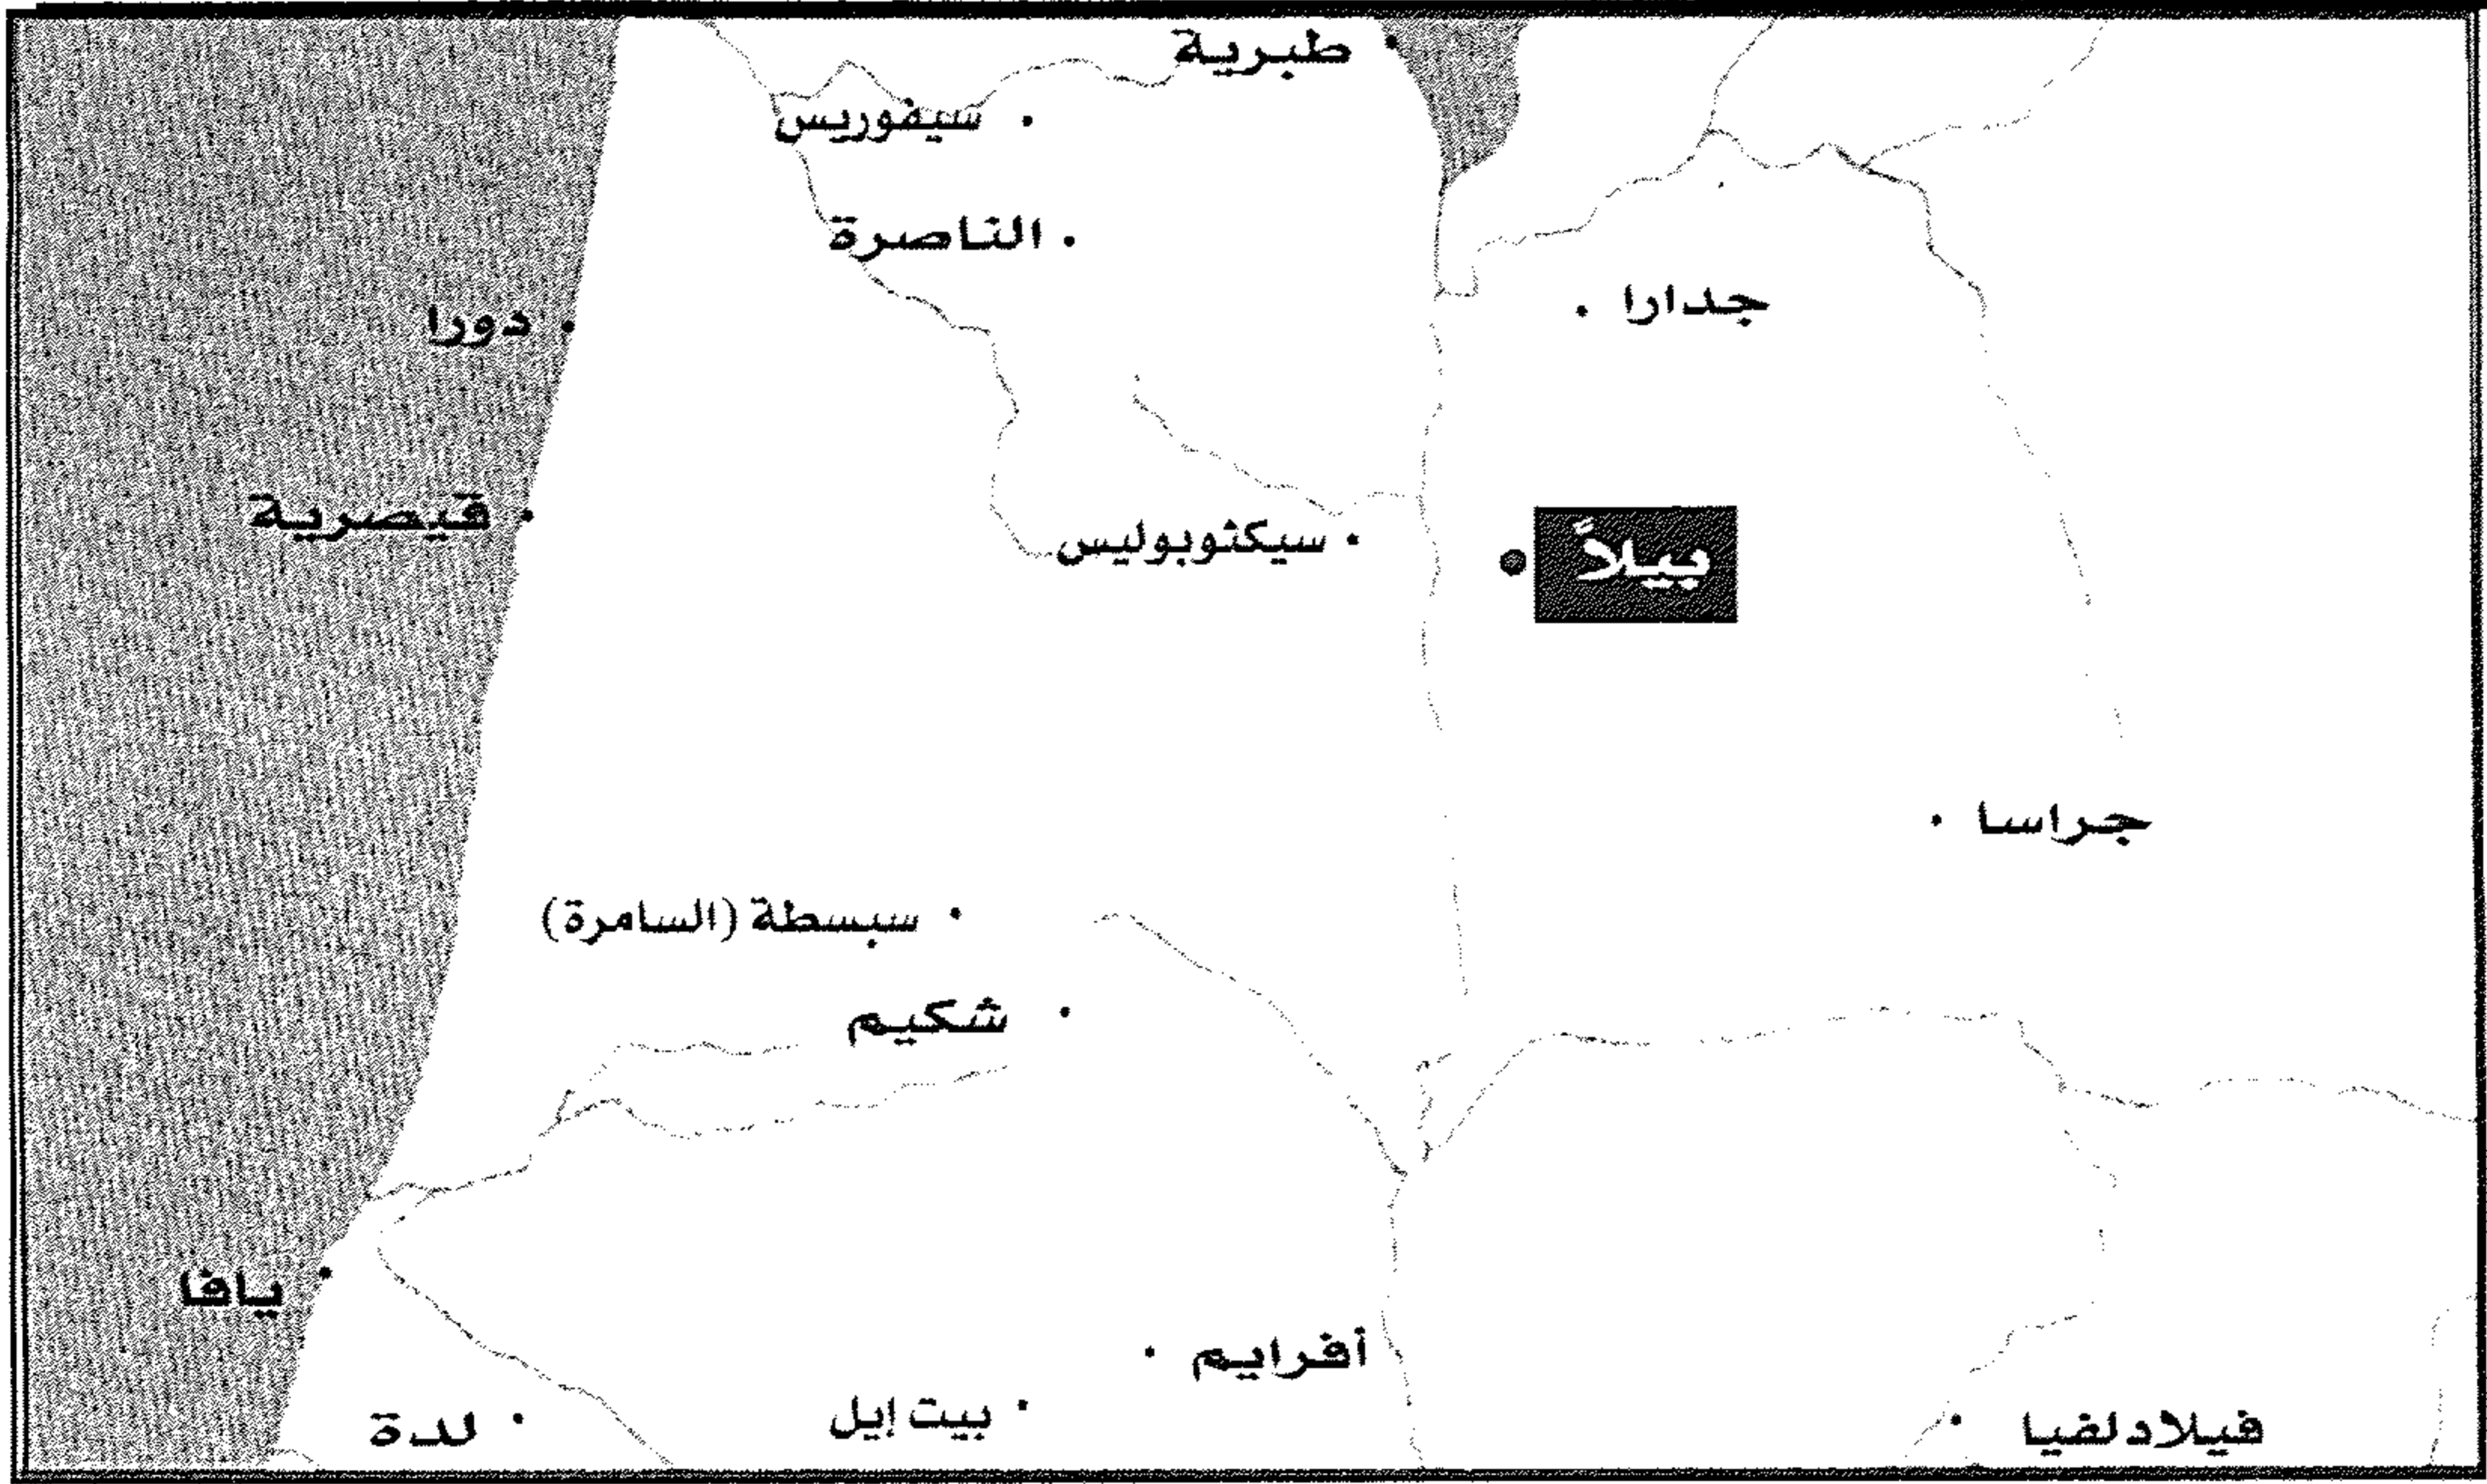 طبرية
سيفوريس
الناصرة
جدارا
دورا
قيصرية
سيكثوبوليس
بيلاً
جراسا
سبسطة (السامرة)
شكيم
يافا
أفرايم
بيت إيل
لدة
فيلادلفيا